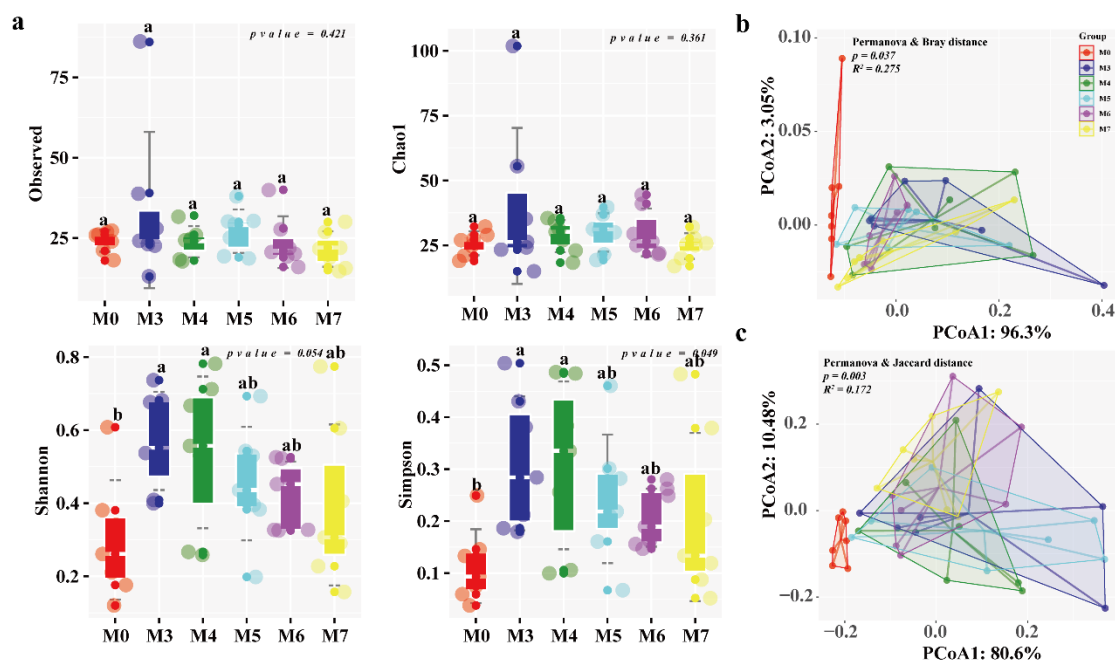 a
p value = 0.421
Observed
75
50
25
a
a
a
a
a
a
M0 M3 M4 M5 M6 M7
p value = 0.361
Chao1
100
75
50
25
a
a
a
a
a
a
M0 M3 M4 M5 M6 M7
p value = 0.054
Shannon
0.8
0.6
0.4
0.2
b
a
a
ab
ab
ab
M0 M3 M4 M5 M6 M7
p value = 0.049
Simpson
0.5
0.4
0.3
0.2
0.1
b
a
a
ab
ab
ab
M0 M3 M4 M5 M6 M7
b
Permanova & Bray distance
p = 0.037
R² = 0.275
Group
M0
M3
M4
M5
M6
M7
PCoA2: 3.05%
0.10
0.05
0.00
0.0 0.2 0.4
PCoA1: 96.3%
c
Permanova & Jaccard distance
p = 0.003
R² = 0.172
PCoA2: 10.48%
0.2
0.0
−0.2
−0.2 0.0 0.2
PCoA1: 80.6%